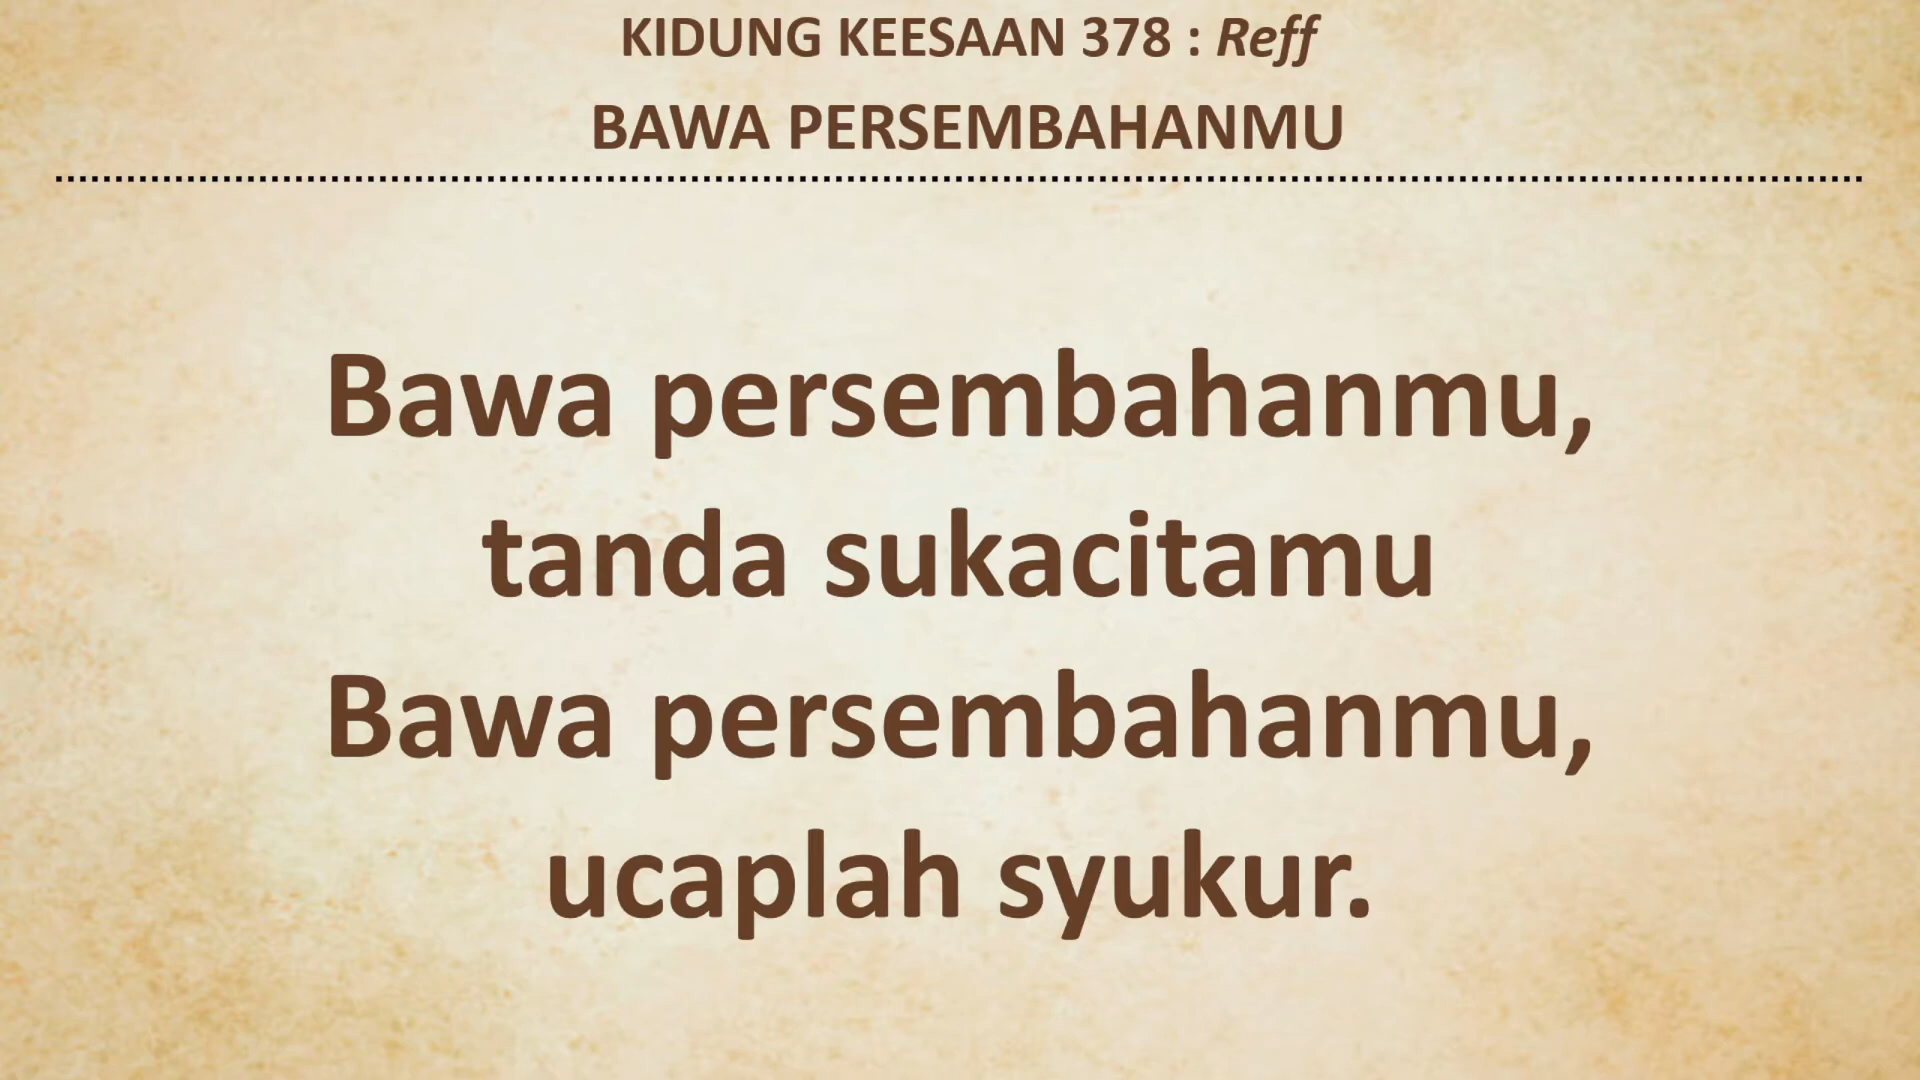 KIDUNG KEESAAN 378 : Reff
BAWA PERSEMBAHANMU
Bawa persembahanmu,
tanda sukacitamu
Bawa persembahanmu,
ucaplah syukur.